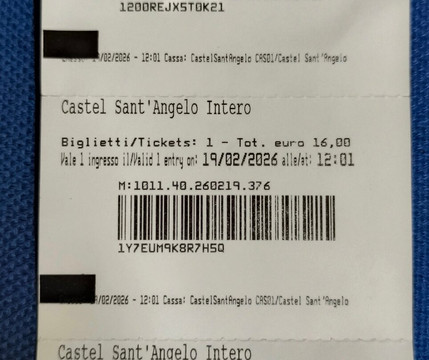 1200REJX5T0K21
/02/2026 - 12:01 Cassa: CastelSantAngelo CAS01/Castel Sant'Angelo
Castel Sant'Angelo Intero
Biglietti/Tickets: 1 - Tot. euro 16,00
Vale 1 ingresso il/Valid 1 entry on: 19/02/2026 alle/at: 12:01
M:1011.40.260219.376
1Y7EUM9K8R7H5Q
/02/2026 - 12:01 Cassa: CastelSantAngelo CAS01/Castel Sant'Angelo
Castel Sant'Angelo Intero